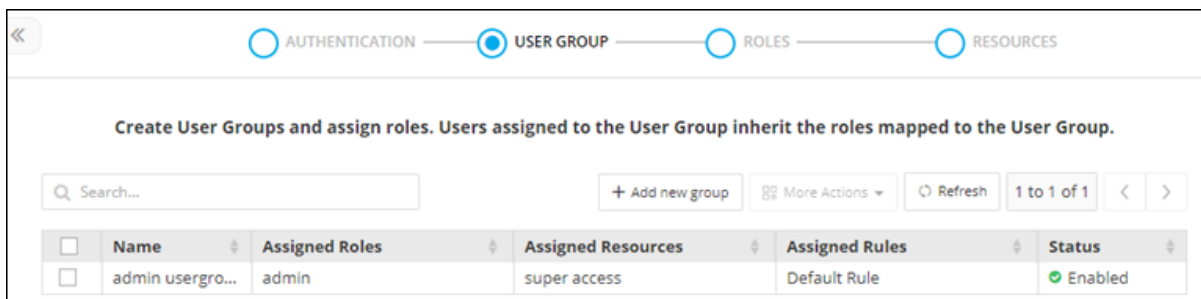 AUTHENTICATION USER GROUP ROLES RESOURCES
Create User Groups and assign roles. Users assigned to the User Group inherit the roles mapped to the User Group.
Search... + Add new group More Actions Refresh 1 to 1 of 1
Name Assigned Roles Assigned Resources Assigned Rules Status
admin usergro... admin super access Default Rule Enabled